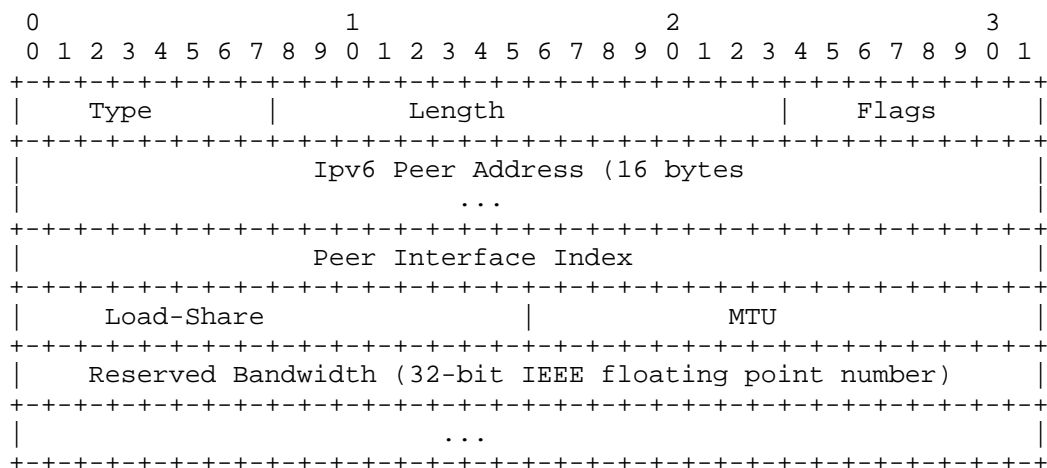 0                   1                   2                   3
 0 1 2 3 4 5 6 7 8 9 0 1 2 3 4 5 6 7 8 9 0 1 2 3 4 5 6 7 8 9 0 1
+-+-+-+-+-+-+-+-+-+-+-+-+-+-+-+-+-+-+-+-+-+-+-+-+-+-+-+-+-+-+-+-+
|    Type       |        Length                 |    Flags      |
+-+-+-+-+-+-+-+-+-+-+-+-+-+-+-+-+-+-+-+-+-+-+-+-+-+-+-+-+-+-+-+-+
|                  Ipv6 Peer Address (16 bytes                  |
|                           ...                                 |
+-+-+-+-+-+-+-+-+-+-+-+-+-+-+-+-+-+-+-+-+-+-+-+-+-+-+-+-+-+-+-+-+
|                  Peer Interface Index                         |
+-+-+-+-+-+-+-+-+-+-+-+-+-+-+-+-+-+-+-+-+-+-+-+-+-+-+-+-+-+-+-+-+
|     Load-Share                |            MTU                |
+-+-+-+-+-+-+-+-+-+-+-+-+-+-+-+-+-+-+-+-+-+-+-+-+-+-+-+-+-+-+-+-+
|    Reserved Bandwidth (32-bit IEEE floating point number)     |
+-+-+-+-+-+-+-+-+-+-+-+-+-+-+-+-+-+-+-+-+-+-+-+-+-+-+-+-+-+-+-+-+
|                          ...                                  |
+-+-+-+-+-+-+-+-+-+-+-+-+-+-+-+-+-+-+-+-+-+-+-+-+-+-+-+-+-+-+-+-+